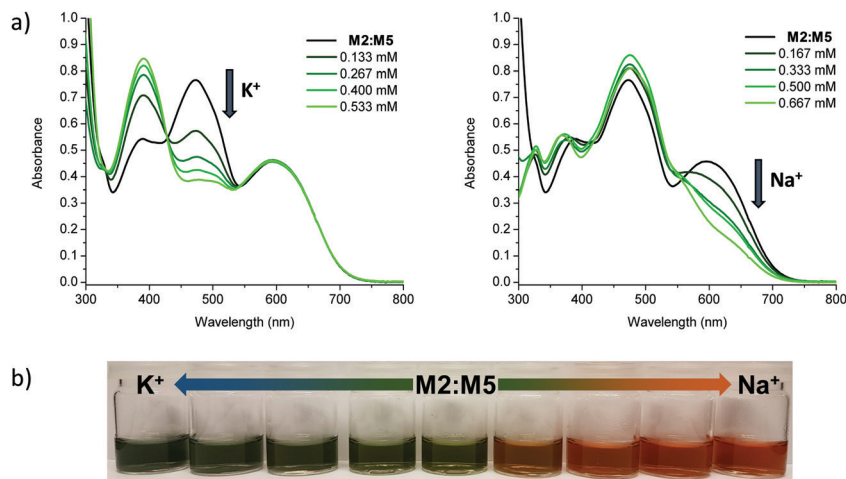 a)
1.0
0.9
0.8
0.7
0.6
0.5
0.4
0.3
0.2
0.1
0.0
Absorbance
300 400 500 600 700 800
Wavelength (nm)
M2:M5
0.133 mM
0.267 mM
0.400 mM
0.533 mM
K⁺
1.0
0.9
0.8
0.7
0.6
0.5
0.4
0.3
0.2
0.1
0.0
Absorbance
300 400 500 600 700 800
Wavelength (nm)
M2:M5
0.167 mM
0.333 mM
0.500 mM
0.667 mM
Na⁺
b)
K⁺ M2:M5 Na⁺